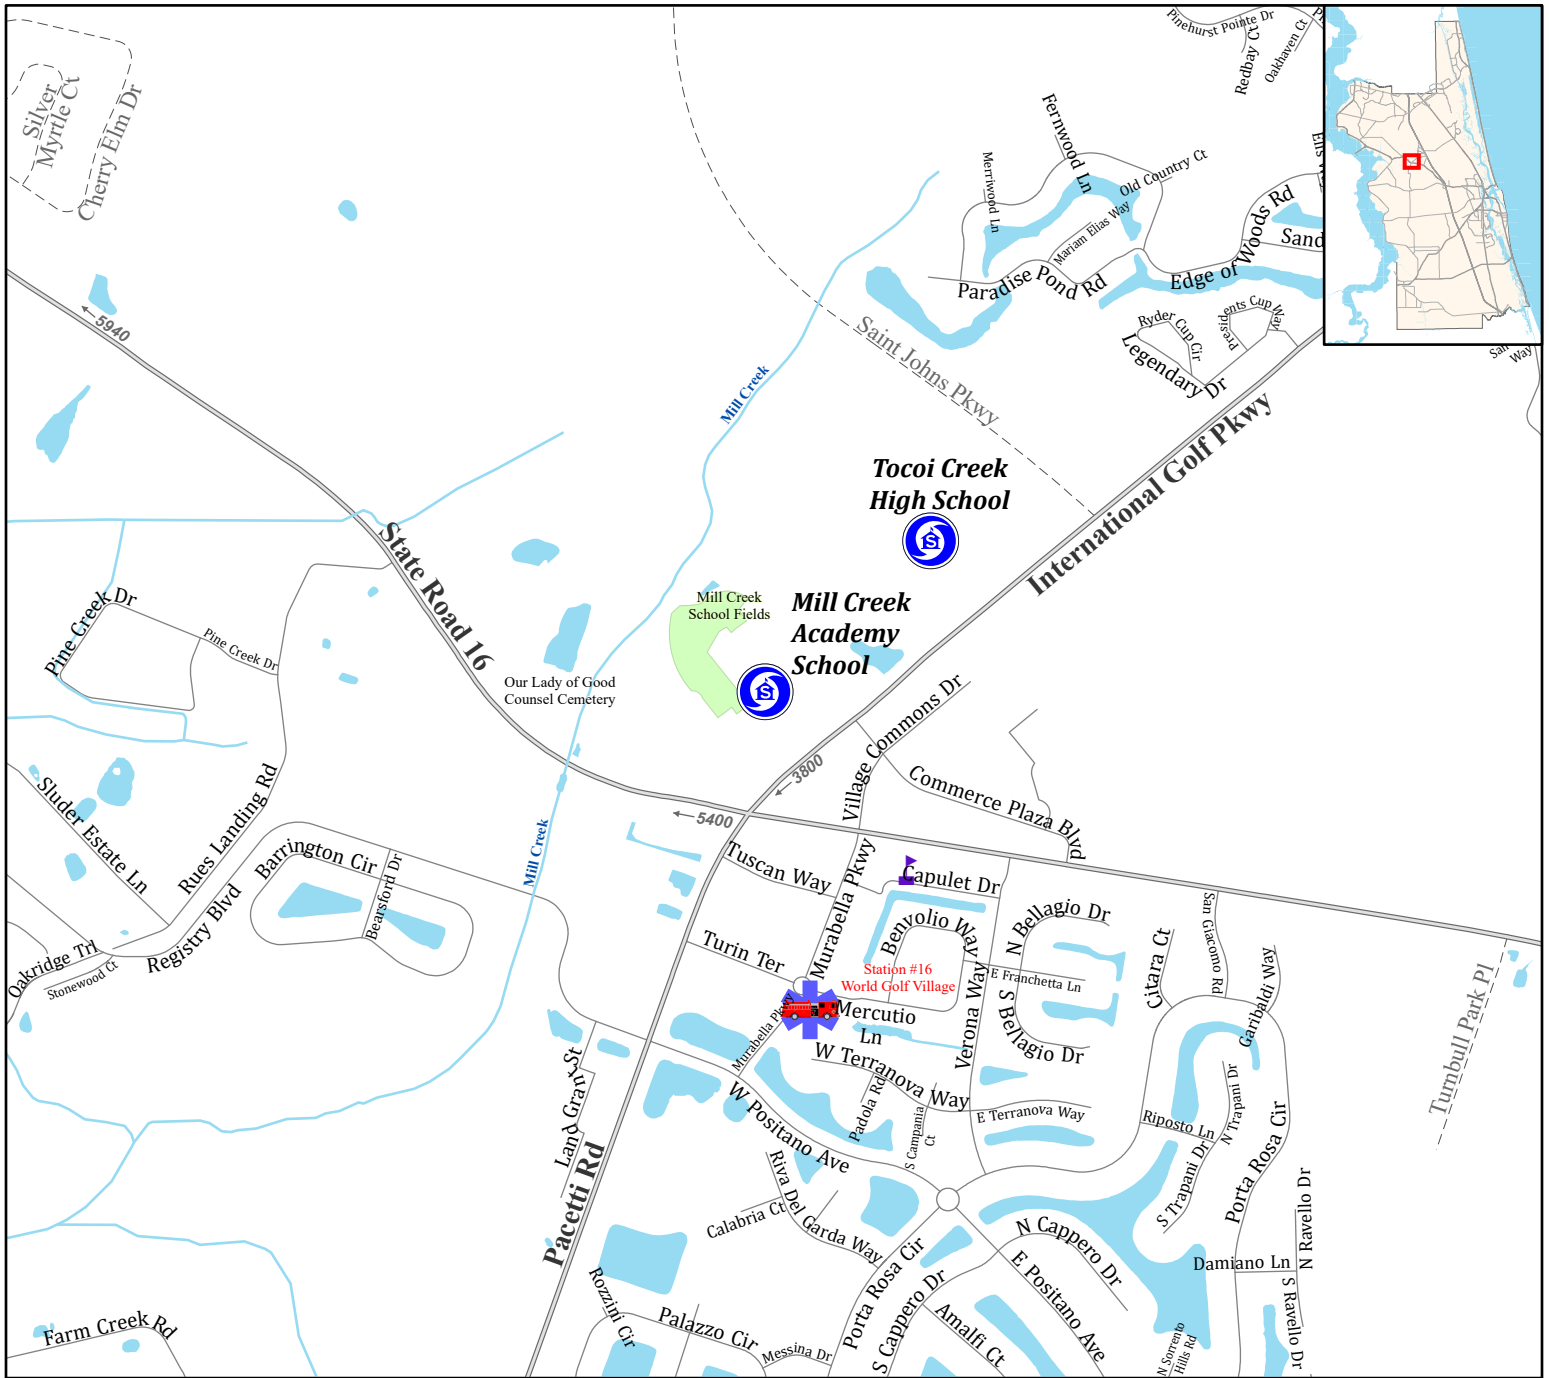 Pinehurst Pointe Dr
Redbay Ct
Oakhaven Ct
Silver
Myrtle Ct
Cherry Elm Dr
Fernwood Ln
Merriwood Ln
Old Country Ct
Mariam Elias Way
Paradise Pond Rd
Edge of Woods Rd
Sand
Ryder Cup Cir
Presidents Cup Way
Legendary Dr
San
Way
5940
Saint Johns Pkwy
Mill Creek
International Golf Pkwy
Tocoi Creek
High School
S
State Road 16
Mill Creek
School Fields
Mill Creek
Academy
School
S
Pine Creek Dr
Pine Creek Dr
Our Lady of Good
Counsel Cemetery
Village Commons Dr
3800
Commerce Plaza Blvd
5400
Sluder Estate Ln
Rues Landing Rd
Mill Creek
Barrington Cir
Bearsford Dr
Registry Blvd
Oakridge Trl
Stonewood Ct
Tuscan Way
Murabella Pkwy
Capulet Dr
Benvolio Way
N Bellagio Dr
San Giacomo Rd
Citara Ct
Garibaldi Way
Turin Ter
Station #16
World Golf Village
E Franchetta Ln
Verona Way
S Bellagio Dr
Mercutio
Ln
Murabella Pkwy
W Terranova Way
Turnbull Park Pl
Land Grant St
W Positano Ave
Padola Rd
S Campania
Ct
E Terranova Way
Riposto Ln
N Trapani Dr
S Trapani Dr
Porta Rosa Cir
N Ravello Dr
Pacetti Rd
Riva Del Garda Way
Calabria Ct
N Cappero Dr
Damiano Ln
S Ravello Dr
Porta Rosa Cir
S Cappero Dr
E Positano Ave
Amalfi Ct
N Sorrento
Hills Rd
Rozzini Cir
Palazzo Cir
Messina Dr
Farm Creek Rd